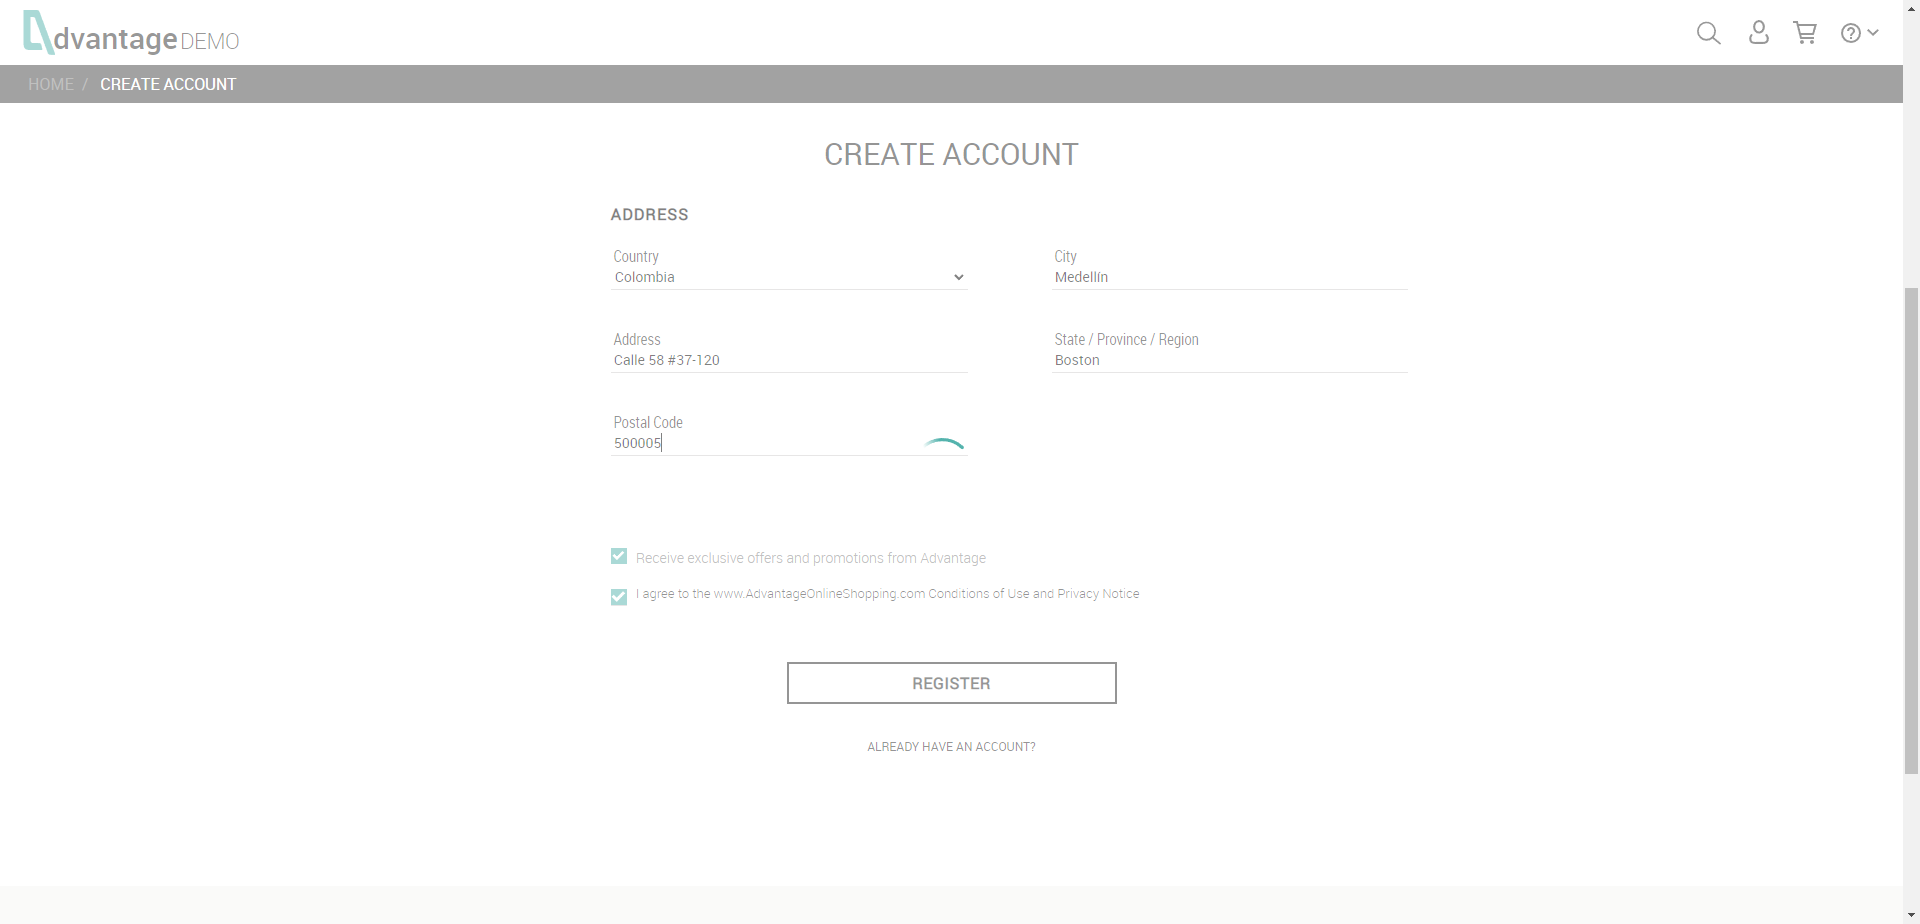 dvantage DEMO
HOME / CREATE ACCOUNT
CREATE ACCOUNT
ADDRESS
Country
Colombia
City
Medellín
Address
Calle 58 #37-120
State / Province / Region
Boston
Postal Code
500005
Receive exclusive offers and promotions from Advantage
I agree to the www.AdvantageOnlineShopping.com Conditions of Use and Privacy Notice
REGISTER
ALREADY HAVE AN ACCOUNT?